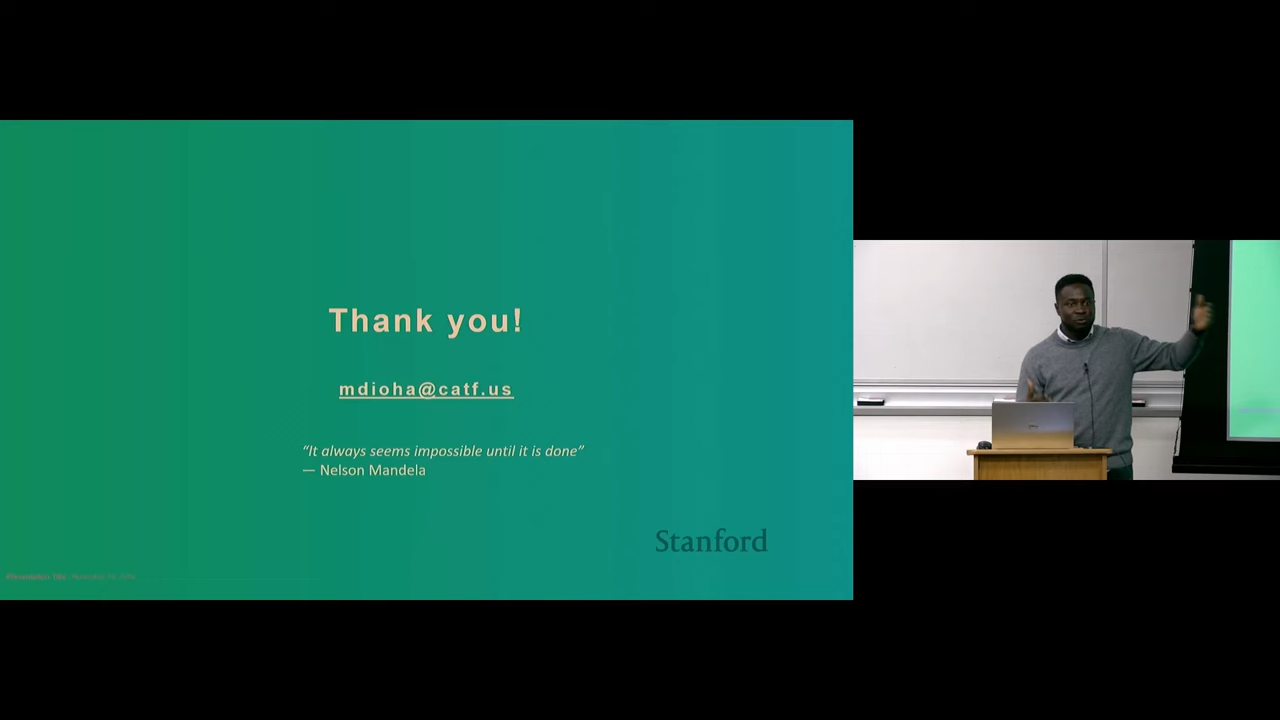 Thank you!
mdioha@catf.us
“It always seems impossible until it is done”
— Nelson Mandela
Stanford